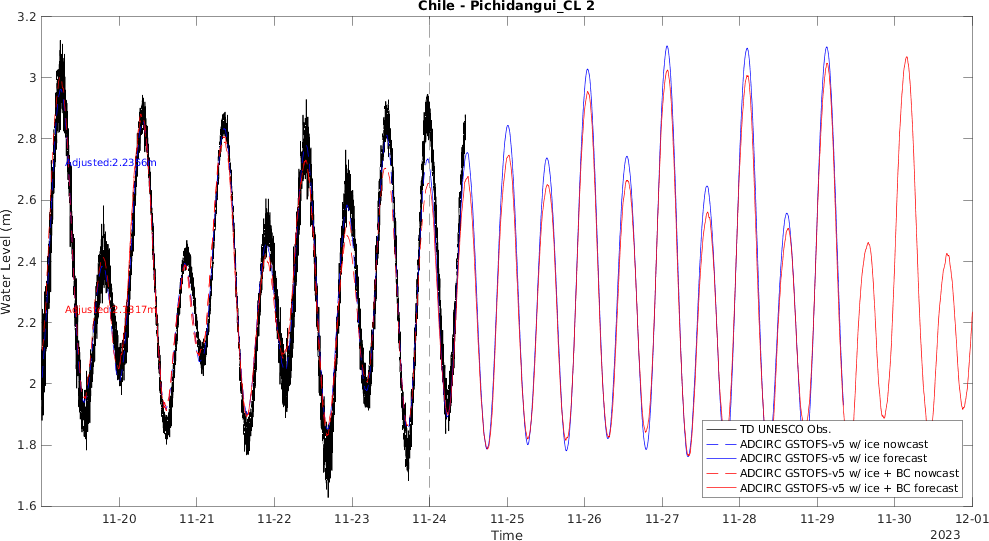 Chile - Pichidangui_CL 2
3.2
3
2.8
2.6
2.4
2.2
2
1.8
1.6
Water Level (m)
Adjusted:2.2366m
Adjusted:2.1817m
TD UNESCO Obs.
ADCIRC GSTOFS-v5 w/ ice nowcast
ADCIRC GSTOFS-v5 w/ ice forecast
ADCIRC GSTOFS-v5 w/ ice + BC nowcast
ADCIRC GSTOFS-v5 w/ ice + BC forecast
11-20 11-21 11-22 11-23 11-24 11-25 11-26 11-27 11-28 11-29 11-30 12-01
Time
2023